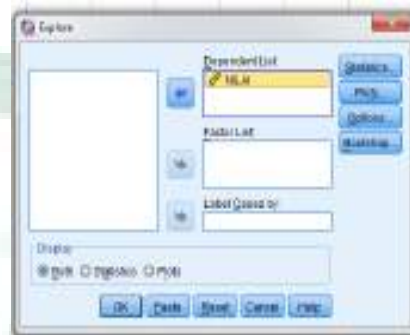 Explore
Dependent List
NILAI
Statistics...
Plots...
Options...
Bootstrap...
Factor List
Label Cases by:
Display
Both Statistics Plots
OK Paste Reset Cancel Help